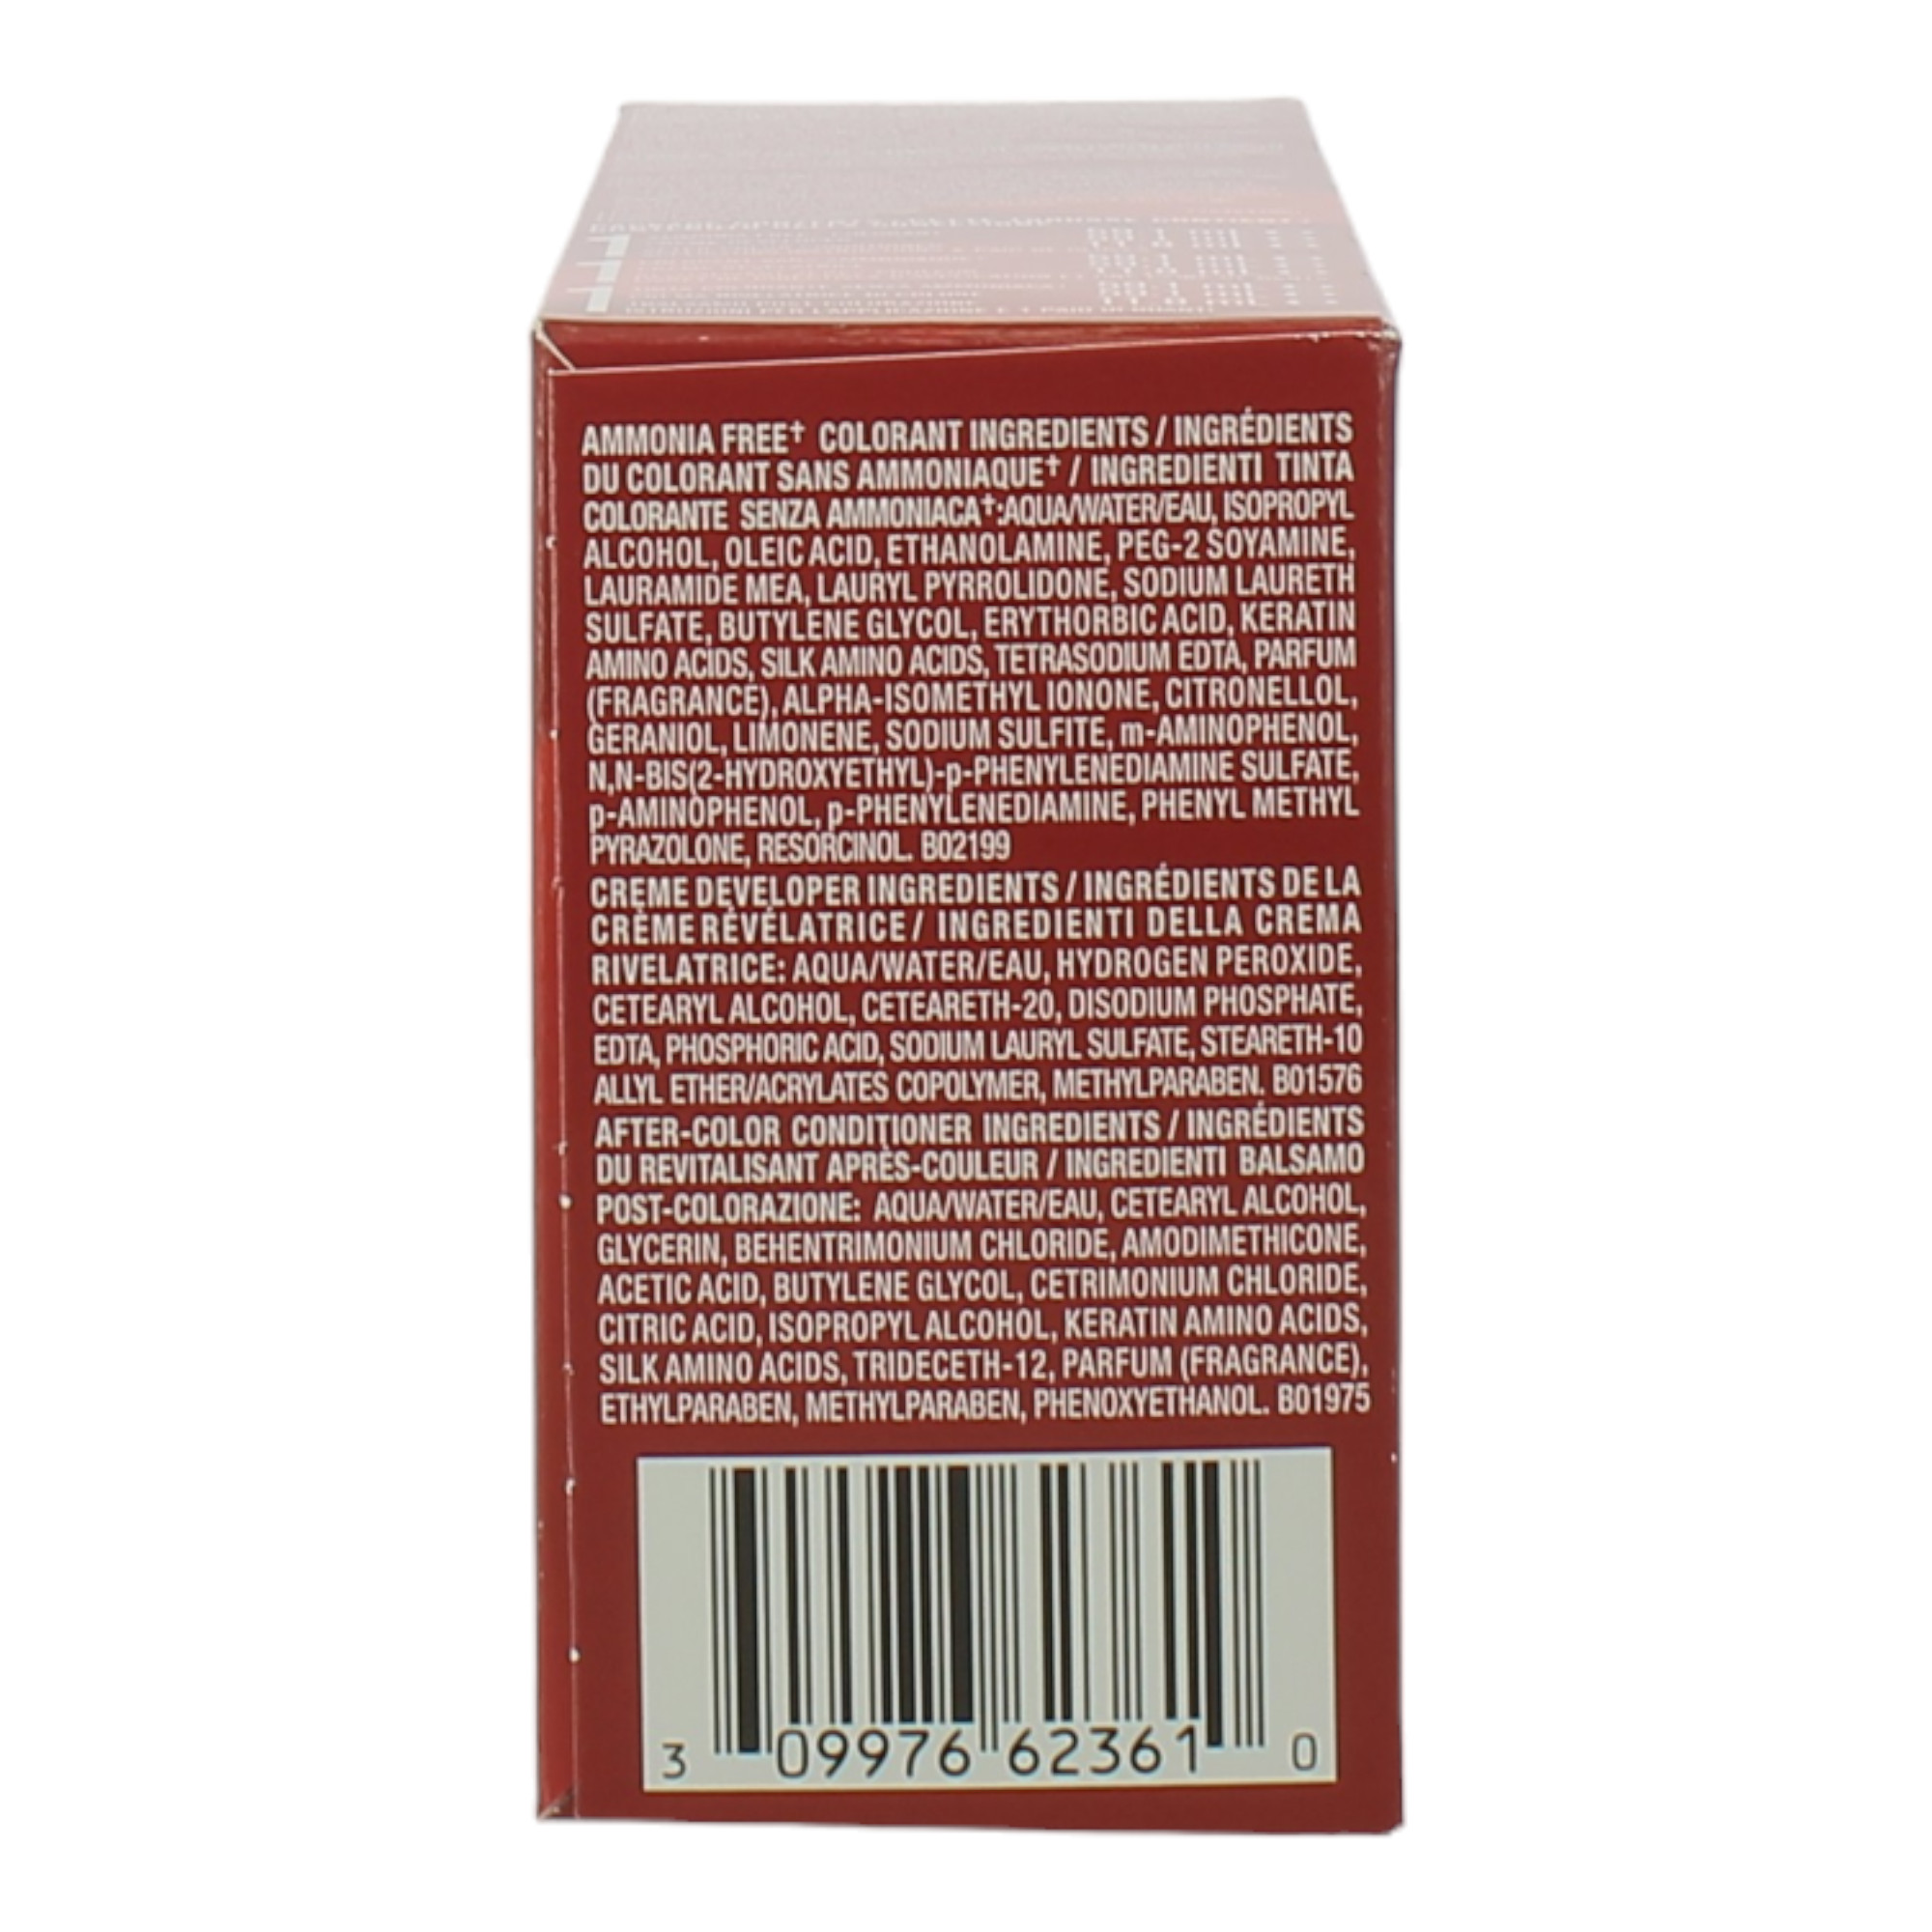 AMMONIA FREE† COLORANT INGREDIENTS / INGRÉDIENTS
DU COLORANT SANS AMMONIAQUE† / INGREDIENTI TINTA
COLORANTE SENZA AMMONIACA†:AQUA/WATER/EAU, ISOPROPYL
ALCOHOL, OLEIC ACID, ETHANOLAMINE, PEG-2 SOYAMINE,
LAURAMIDE MEA, LAURYL PYRROLIDONE, SODIUM LAURETH
SULFATE, BUTYLENE GLYCOL, ERYTHORBIC ACID, KERATIN
AMINO ACIDS, SILK AMINO ACIDS, TETRASODIUM EDTA, PARFUM
(FRAGRANCE), ALPHA-ISOMETHYL IONONE, CITRONELLOL,
GERANIOL, LIMONENE, SODIUM SULFITE, m-AMINOPHENOL,
N,N-BIS(2-HYDROXYETHYL)-p-PHENYLENEDIAMINE SULFATE,
p-AMINOPHENOL, p-PHENYLENEDIAMINE, PHENYL METHYL
PYRAZOLONE, RESORCINOL. B02199
CREME DEVELOPER INGREDIENTS / INGRÉDIENTS DE LA
CRÈME RÉVÉLATRICE / INGREDIENTI DELLA CREMA
RIVELATRICE: AQUA/WATER/EAU, HYDROGEN PEROXIDE,
CETEARYL ALCOHOL, CETEARETH-20, DISODIUM PHOSPHATE,
EDTA, PHOSPHORIC ACID, SODIUM LAURYL SULFATE, STEARETH-10
ALLYL ETHER/ACRYLATES COPOLYMER, METHYLPARABEN. B01576
AFTER-COLOR CONDITIONER INGREDIENTS / INGRÉDIENTS
DU REVITALISANT APRÈS-COULEUR / INGREDIENTI BALSAMO
POST-COLORAZIONE: AQUA/WATER/EAU, CETEARYL ALCOHOL,
GLYCERIN, BEHENTRIMONIUM CHLORIDE, AMODIMETHICONE,
ACETIC ACID, BUTYLENE GLYCOL, CETRIMONIUM CHLORIDE,
CITRIC ACID, ISOPROPYL ALCOHOL, KERATIN AMINO ACIDS,
SILK AMINO ACIDS, TRIDECETH-12, PARFUM (FRAGRANCE),
ETHYLPARABEN, METHYLPARABEN, PHENOXYETHANOL. B01975
3 09976 62361 0